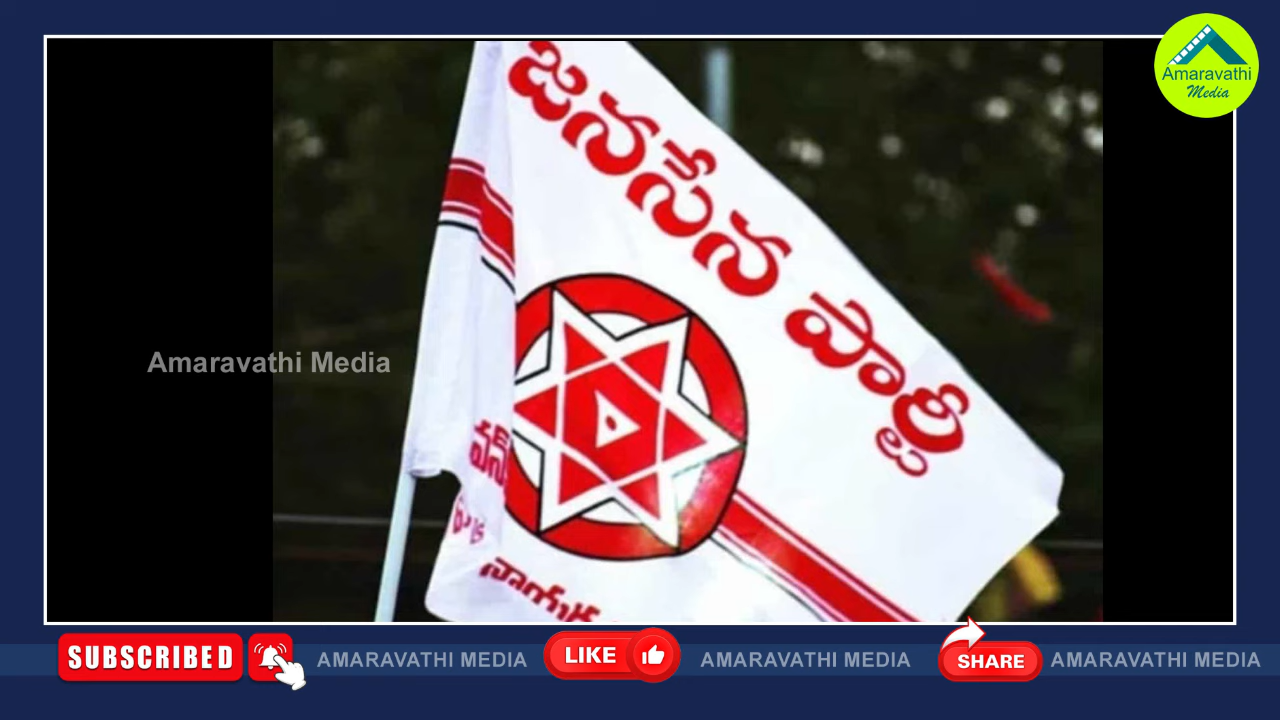 Amaravathi
Media
జనసేన పార్టీ
Amaravathi Media
SUBSCRIBED
AMARAVATHI MEDIA
LIKE
AMARAVATHI MEDIA
SHARE
AMARAVATHI MEDIA